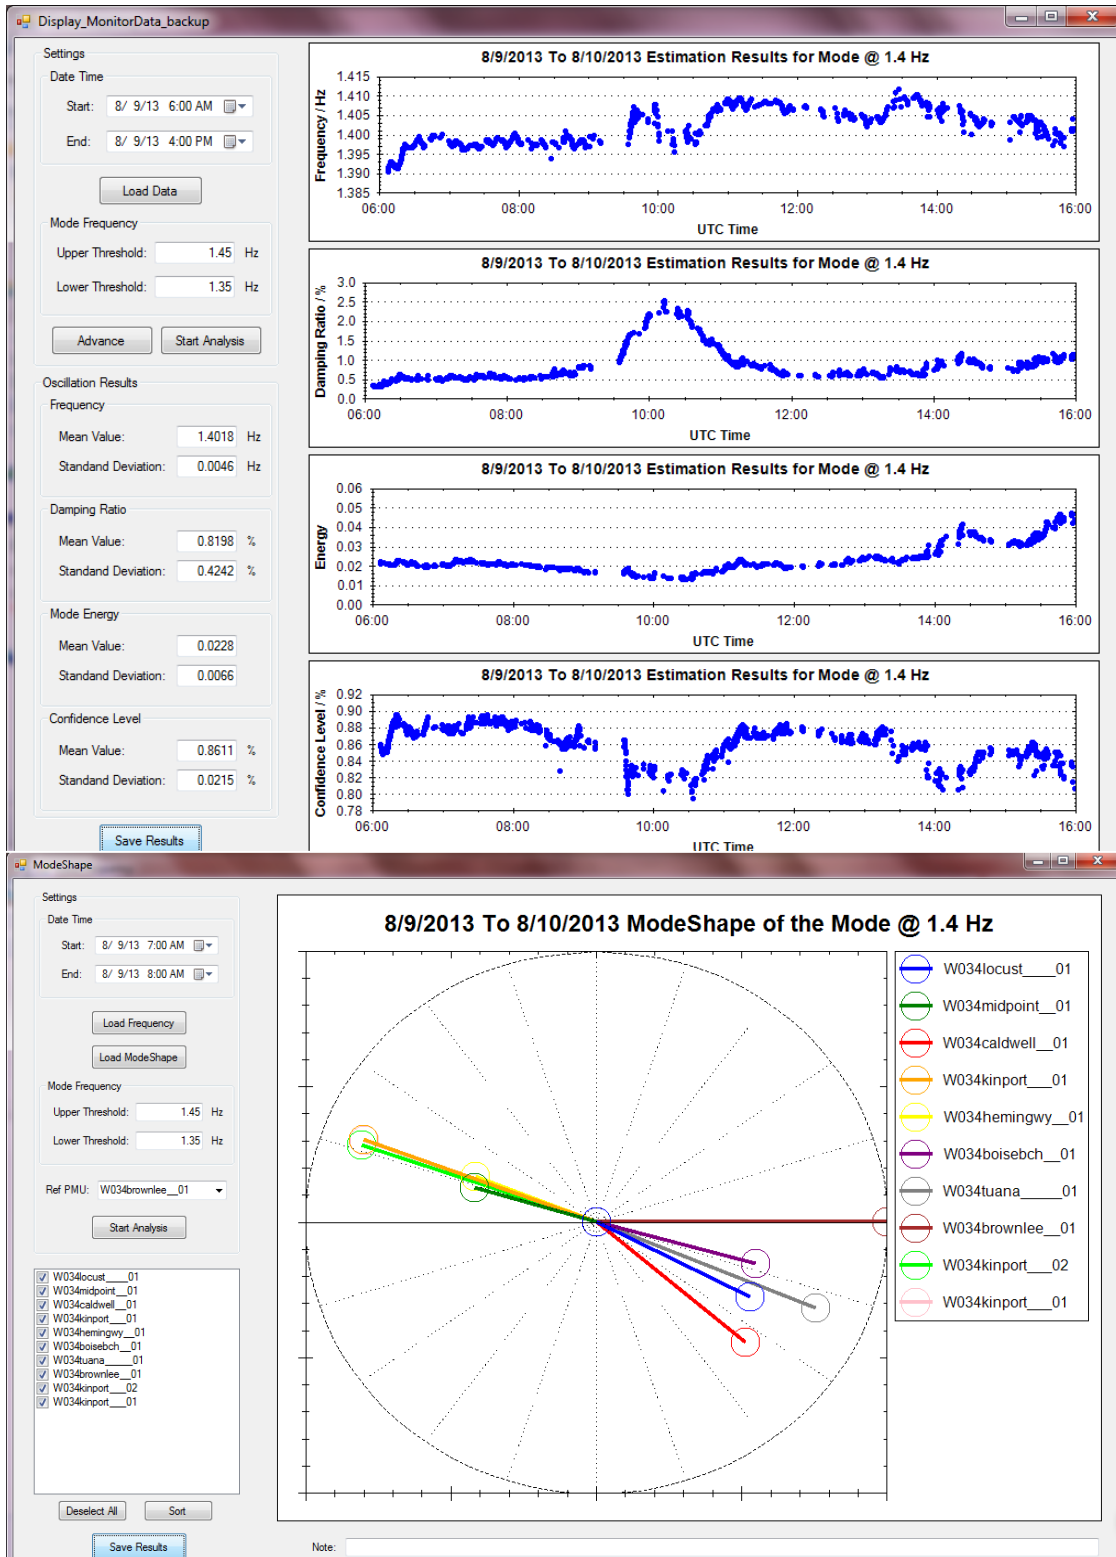 Display_MonitorData_backup
Settings
Date Time
Start: 8/ 9/13 6:00 AM
End: 8/ 9/13 4:00 PM
Load Data
Mode Frequency
Upper Threshold: 1.45 Hz
Lower Threshold: 1.35 Hz
Advance Start Analysis
Oscillation Results
Frequency
Mean Value: 1.4018 Hz
Standand Deviation: 0.0046 Hz
Damping Ratio
Mean Value: 0.8198 %
Standand Deviation: 0.4242 %
Mode Energy
Mean Value: 0.0228
Standand Deviation: 0.0066
Confidence Level
Mean Value: 0.8611 %
Standand Deviation: 0.0215 %
Save Results
8/9/2013 To 8/10/2013 Estimation Results for Mode @ 1.4 Hz
Frequency / Hz
1.415
1.410
1.405
1.400
1.395
1.390
1.385
06:00 08:00 10:00 12:00 14:00 16:00
UTC Time
8/9/2013 To 8/10/2013 Estimation Results for Mode @ 1.4 Hz
Damping Ratio / %
3.0
2.5
2.0
1.5
1.0
0.5
0.0
06:00 08:00 10:00 12:00 14:00 16:00
UTC Time
8/9/2013 To 8/10/2013 Estimation Results for Mode @ 1.4 Hz
Energy
0.06
0.05
0.04
0.03
0.02
0.01
0.00
06:00 08:00 10:00 12:00 14:00 16:00
UTC Time
8/9/2013 To 8/10/2013 Estimation Results for Mode @ 1.4 Hz
Confidence Level / %
0.92
0.90
0.88
0.86
0.84
0.82
0.80
0.78
06:00 08:00 10:00 12:00 14:00 16:00
UTC Time
ModeShape
Settings
Date Time
Start: 8/ 9/13 7:00 AM
End: 8/ 9/13 8:00 AM
Load Frequency
Load ModeShape
Mode Frequency
Upper Threshold: 1.45 Hz
Lower Threshold: 1.35 Hz
Ref PMU: W034brownlee__01
Start Analysis
W034locust____01
W034midpoint__01
W034caldwell__01
W034kinport___01
W034hemingwy__01
W034boisebch__01
W034tuana_____01
W034brownlee__01
W034kinport___02
W034kinport___01
Deselect All Sort
Save Results
8/9/2013 To 8/10/2013 ModeShape of the Mode @ 1.4 Hz
W034locust____01
W034midpoint__01
W034caldwell__01
W034kinport___01
W034hemingwy__01
W034boisebch__01
W034tuana_____01
W034brownlee__01
W034kinport___02
W034kinport___01
Note: